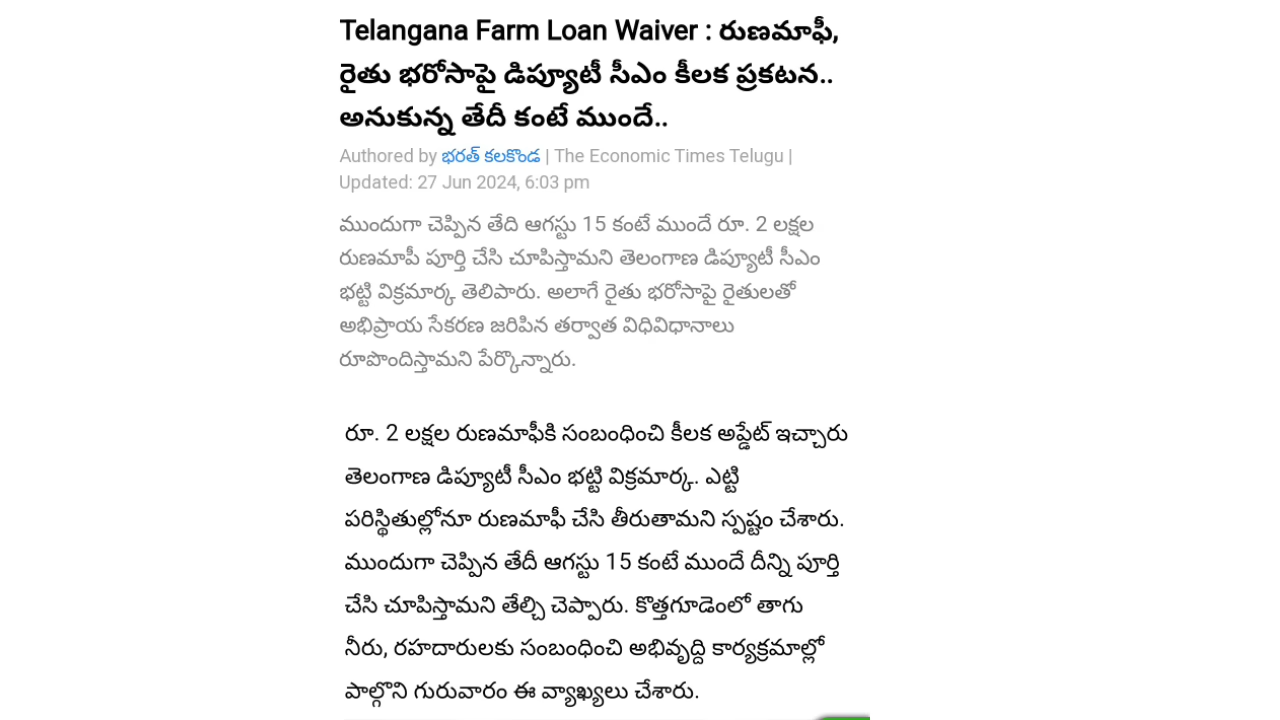 Telangana Farm Loan Waiver : రుణమాఫీ,
రైతు భరోసాపై డిప్యూటీ సీఎం కీలక ప్రకటన..
అనుకున్న తేదీ కంటే ముందే..
Authored by భరత్ కలకొండ | The Economic Times Telugu |
Updated: 27 Jun 2024, 6:03 pm
ముందుగా చెప్పిన తేది ఆగస్టు 15 కంటే ముందే రూ. 2 లక్షల
రుణమాపీ పూర్తి చేసి చూపిస్తామని తెలంగాణ డిప్యూటీ సీఎం
భట్టి విక్రమార్క తెలిపారు. అలాగే రైతు భరోసాపై రైతులతో
అభిప్రాయ సేకరణ జరిపిన తర్వాత విధివిధానాలు
రూపొందిస్తామని పేర్కొన్నారు.
రూ. 2 లక్షల రుణమాఫీకి సంబంధించి కీలక అప్డేట్ ఇచ్చారు
తెలంగాణ డిప్యూటీ సీఎం భట్టి విక్రమార్క. ఎట్టి
పరిస్థితుల్లోనూ రుణమాఫీ చేసి తీరుతామని స్పష్టం చేశారు.
ముందుగా చెప్పిన తేదీ ఆగస్టు 15 కంటే ముందే దీన్ని పూర్తి
చేసి చూపిస్తామని తేల్చి చెప్పారు. కొత్తగూడెంలో తాగు
నీరు, రహదారులకు సంబంధించి అభివృద్ది కార్యక్రమాల్లో
పాల్గొని గురువారం ఈ వ్యాఖ్యలు చేశారు.